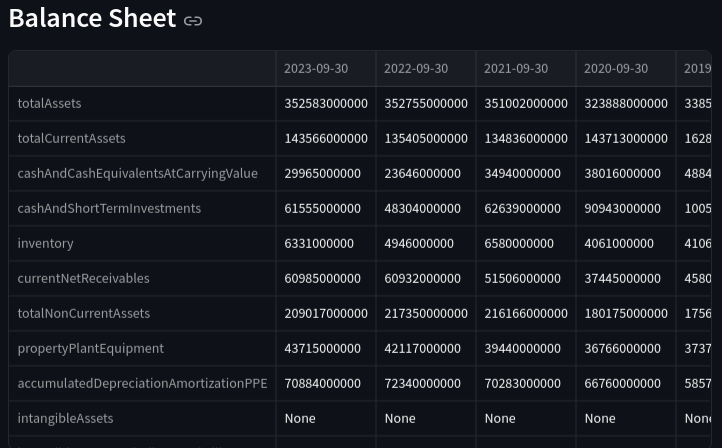 Balance Sheet
2023-09-30 2022-09-30 2021-09-30 2020-09-30 2019
totalAssets 352583000000 352755000000 351002000000 323888000000 3385
totalCurrentAssets 143566000000 135405000000 134836000000 143713000000 1628
cashAndCashEquivalentsAtCarryingValue 29965000000 23646000000 34940000000 38016000000 4884
cashAndShortTermInvestments 61555000000 48304000000 62639000000 90943000000 1005
inventory 6331000000 4946000000 6580000000 4061000000 4106
currentNetReceivables 60985000000 60932000000 51506000000 37445000000 4580
totalNonCurrentAssets 209017000000 217350000000 216166000000 180175000000 1756
propertyPlantEquipment 43715000000 42117000000 39440000000 36766000000 3737
accumulatedDepreciationAmortizationPPE 70884000000 72340000000 70283000000 66760000000 5857
intangibleAssets None None None None None